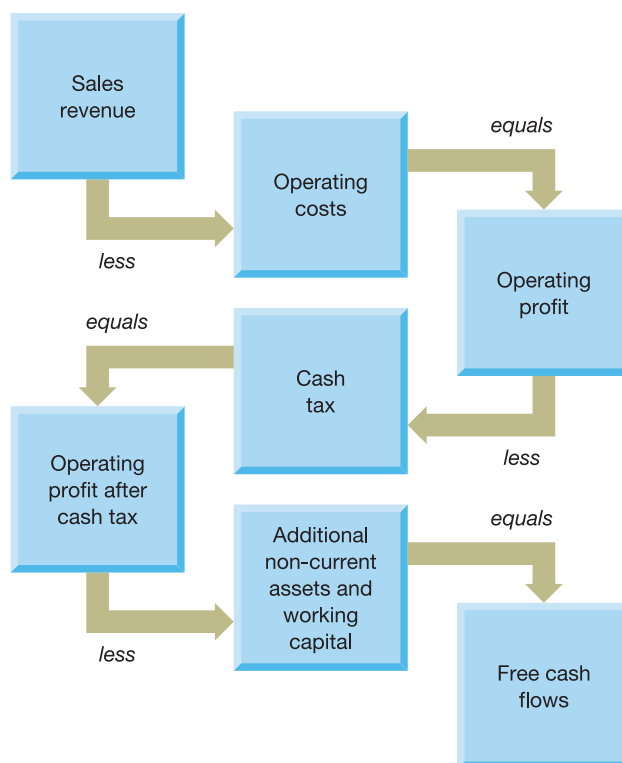 Sales
revenue
less
Operating
costs
equals
Operating
profit
less
Cash
tax
equals
Operating
profit after
cash tax
less
Additional
non-current
assets and
working
capital
equals
Free cash
flows